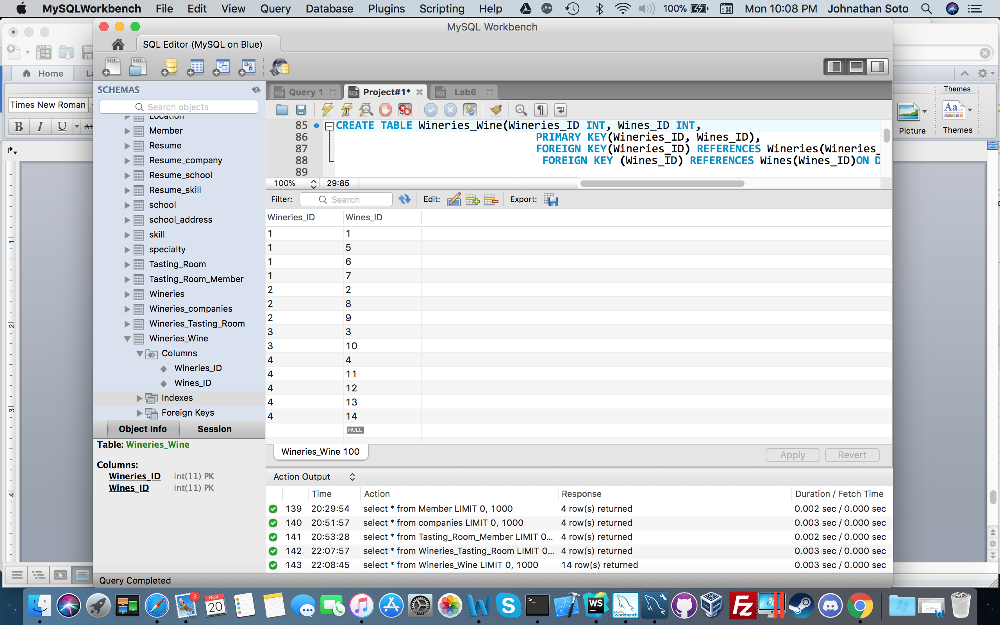 MySQLWorkbench File Edit View Query Database Plugins Scripting Help 100% Mon 10:08 PM Johnathan Soto
MySQL Workbench
SQL Editor (MySQL on Blue)
Home
Times New Roman
B I U
Themes
Picture
Themes
SCHEMAS
Search objects
Location
Member
Resume
Resume_company
Resume_school
Resume_skill
school
school_address
skill
specialty
Tasting_Room
Tasting_Room_Member
Wineries
Wineries_companies
Wineries_Tasting_Room
Wineries_Wine
Columns
Wineries_ID
Wines_ID
Indexes
Foreign Keys
Object Info Session
Table: Wineries_Wine
Columns:
Wineries_ID int(11) PK
Wines_ID int(11) PK
Query 1 Project#1* Lab6
85 CREATE TABLE Wineries_Wine(Wineries_ID INT, Wines_ID INT,
86 PRIMARY KEY(Wineries_ID, Wines_ID),
87 FOREIGN KEY(Wineries_ID) REFERENCES Wineries(Wineries_
88 FOREIGN KEY (Wines_ID) REFERENCES Wines(Wines_ID)ON D
89
100% 29:85
Filter: Search Edit: Export:
Wineries_ID Wines_ID
1 1
1 5
1 6
1 7
2 2
2 8
2 9
3 3
3 10
4 4
4 11
4 12
4 13
4 14
NULL
Wineries_Wine 100 Apply Revert
Action Output
Time Action Response Duration / Fetch Time
139 20:29:54 select * from Member LIMIT 0, 1000 4 row(s) returned 0.002 sec / 0.000 sec
140 20:51:57 select * from companies LIMIT 0, 1000 4 row(s) returned 0.003 sec / 0.000 sec
141 20:53:28 select * from Tasting_Room_Member LIMIT 0... 4 row(s) returned 0.002 sec / 0.000 sec
142 22:07:57 select * from Wineries_Tasting_Room LIMIT 0... 4 row(s) returned 0.003 sec / 0.000 sec
143 22:08:45 select * from Wineries_Wine LIMIT 0, 1000 14 row(s) returned 0.003 sec / 0.000 sec
Query Completed
1
2
3
4
3
NOV
20
WS
MySQL
Workbench
Fz